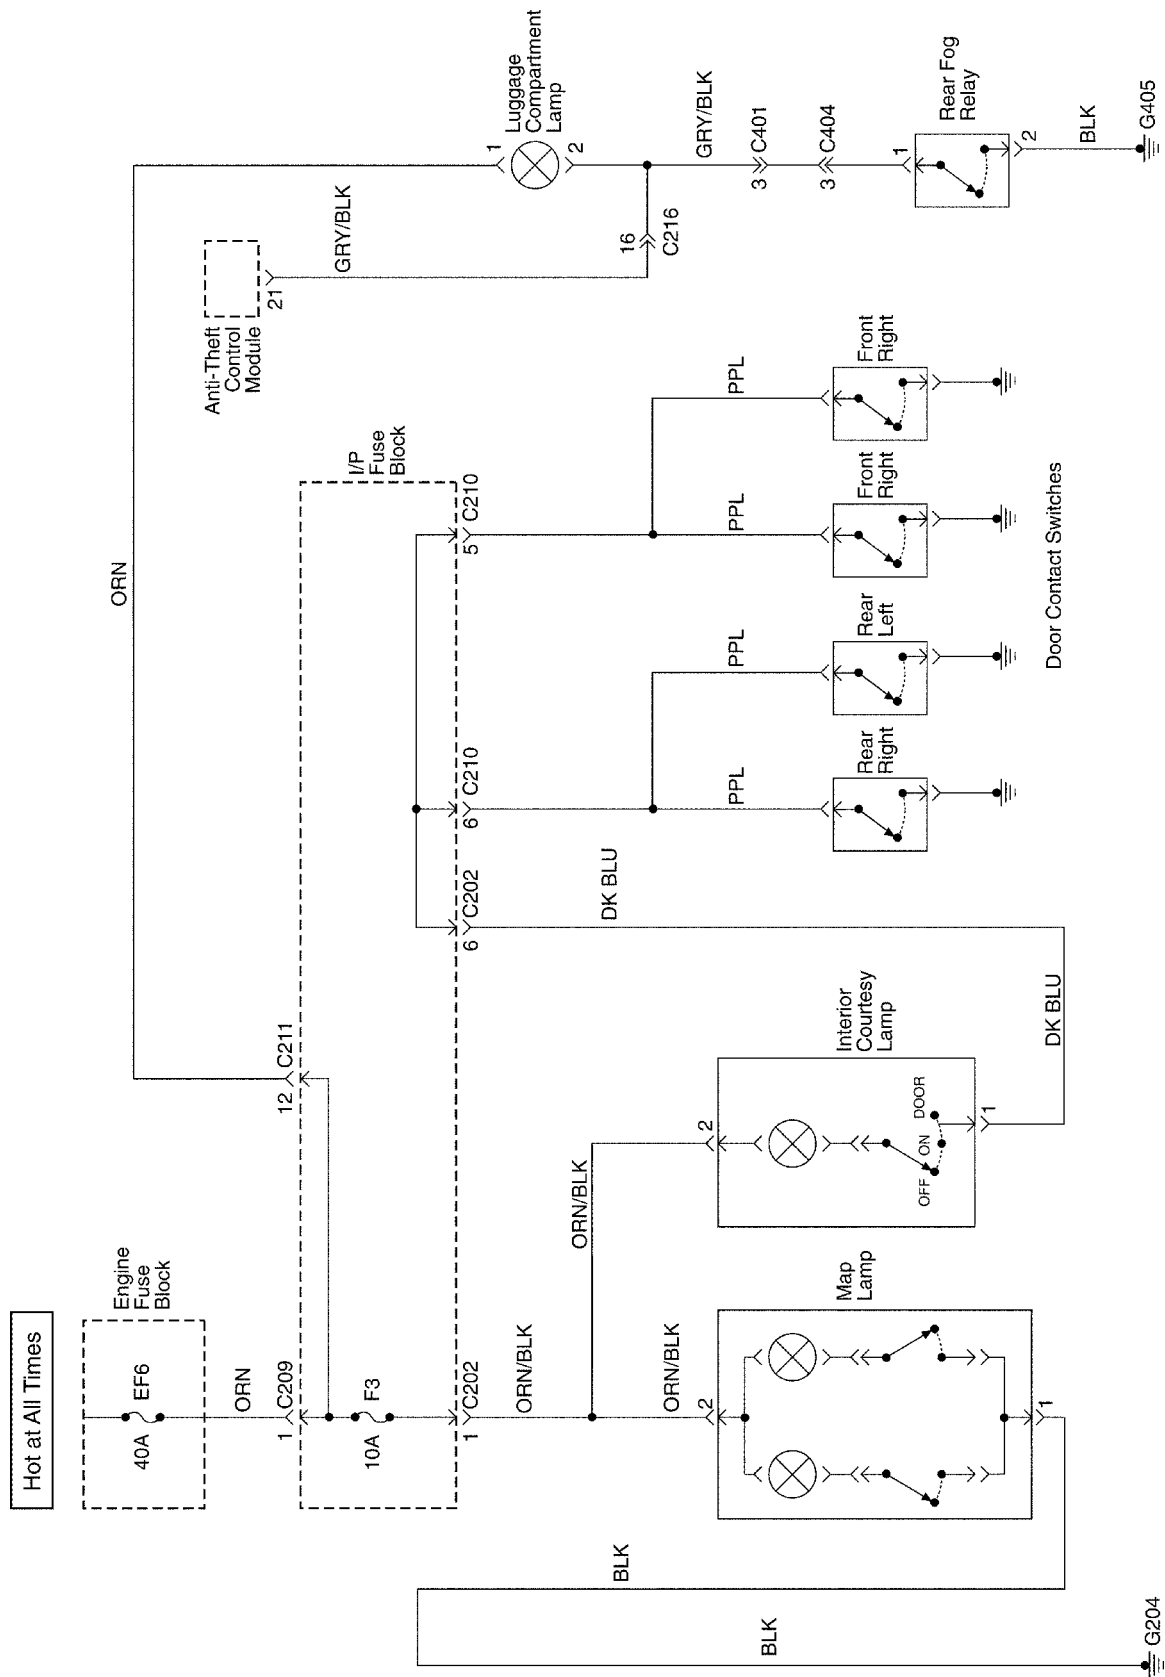 Hot at All Times
Engine
Fuse
Block
40A
EF6
ORN
1
C209
12
C211
ORN
I/P
Fuse
Block
10A
F3
1
C202
6
C202
6
C210
5
C210
ORN/BLK
ORN/BLK
ORN/BLK
2
Map
Lamp
1
BLK
BLK
G204
2
Interior
Courtesy
Lamp
OFF
ON
DOOR
1
DK BLU
DK BLU
PPL
PPL
PPL
PPL
Rear
Right
Rear
Left
Front
Right
Front
Right
Door Contact Switches
Anti-Theft
Control
Module
21
GRY/BLK
16
C216
1
Luggage
Compartment
Lamp
2
GRY/BLK
3
C401
3
C404
1
Rear Fog
Relay
2
BLK
G405